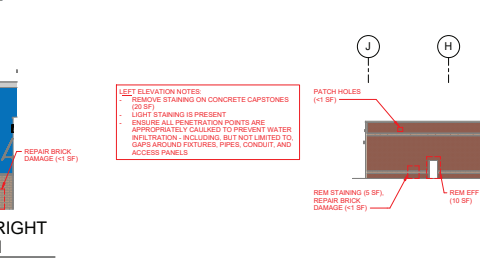 J
H
LEFT ELEVATION NOTES:
- REMOVE STAINING ON CONCRETE CAPSTONES
(20 SF)
- LIGHT STAINING IS PRESENT
- ENSURE ALL PENETRATION POINTS ARE
APPROPRIATELY CAULKED TO PREVENT WATER
INFILTRATION - INCLUDING, BUT NOT LIMITED TO,
GAPS AROUND FIXTURES, PIPES, CONDUIT, AND
ACCESS PANELS
PATCH HOLES
(<1 SF)
REPAIR BRICK
DAMAGE (<1 SF)
REM STAINING (5 SF),
REPAIR BRICK
DAMAGE (<1 SF)
REM EFF
(10 SF)
RIGHT